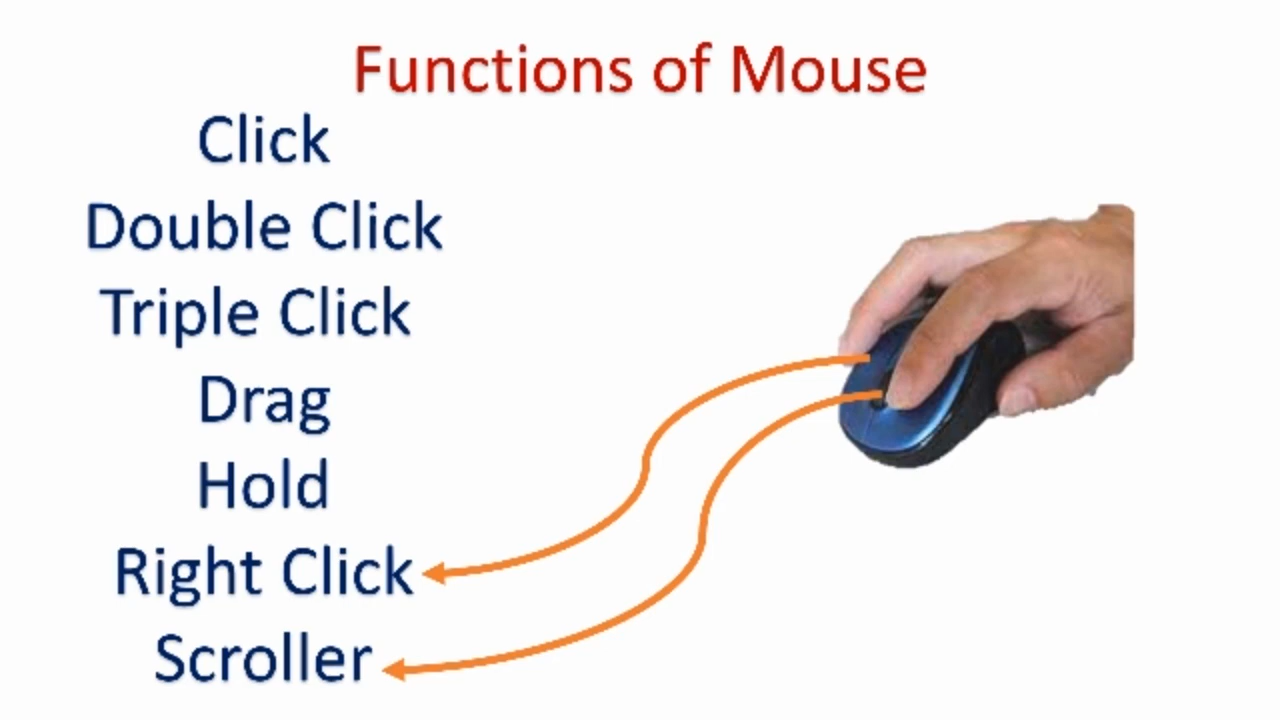 Functions of Mouse
Click
Double Click
Triple Click
Drag
Hold
Right Click
Scroller